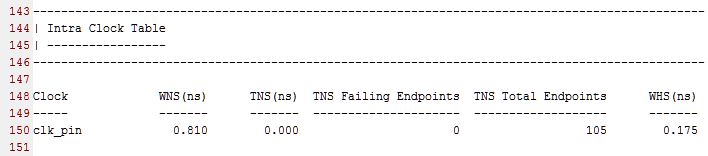 143 ------------------------------------------------------------------------------------------------
144 | Intra Clock Table
145 | -----------------
146 ------------------------------------------------------------------------------------------------
147
148 Clock             WNS(ns)      TNS(ns)  TNS Failing Endpoints  TNS Total Endpoints      WHS(ns)
149 -----             -------      -------  ---------------------  -------------------      -------
150 clk_pin             0.810        0.000                      0                  105        0.175
151